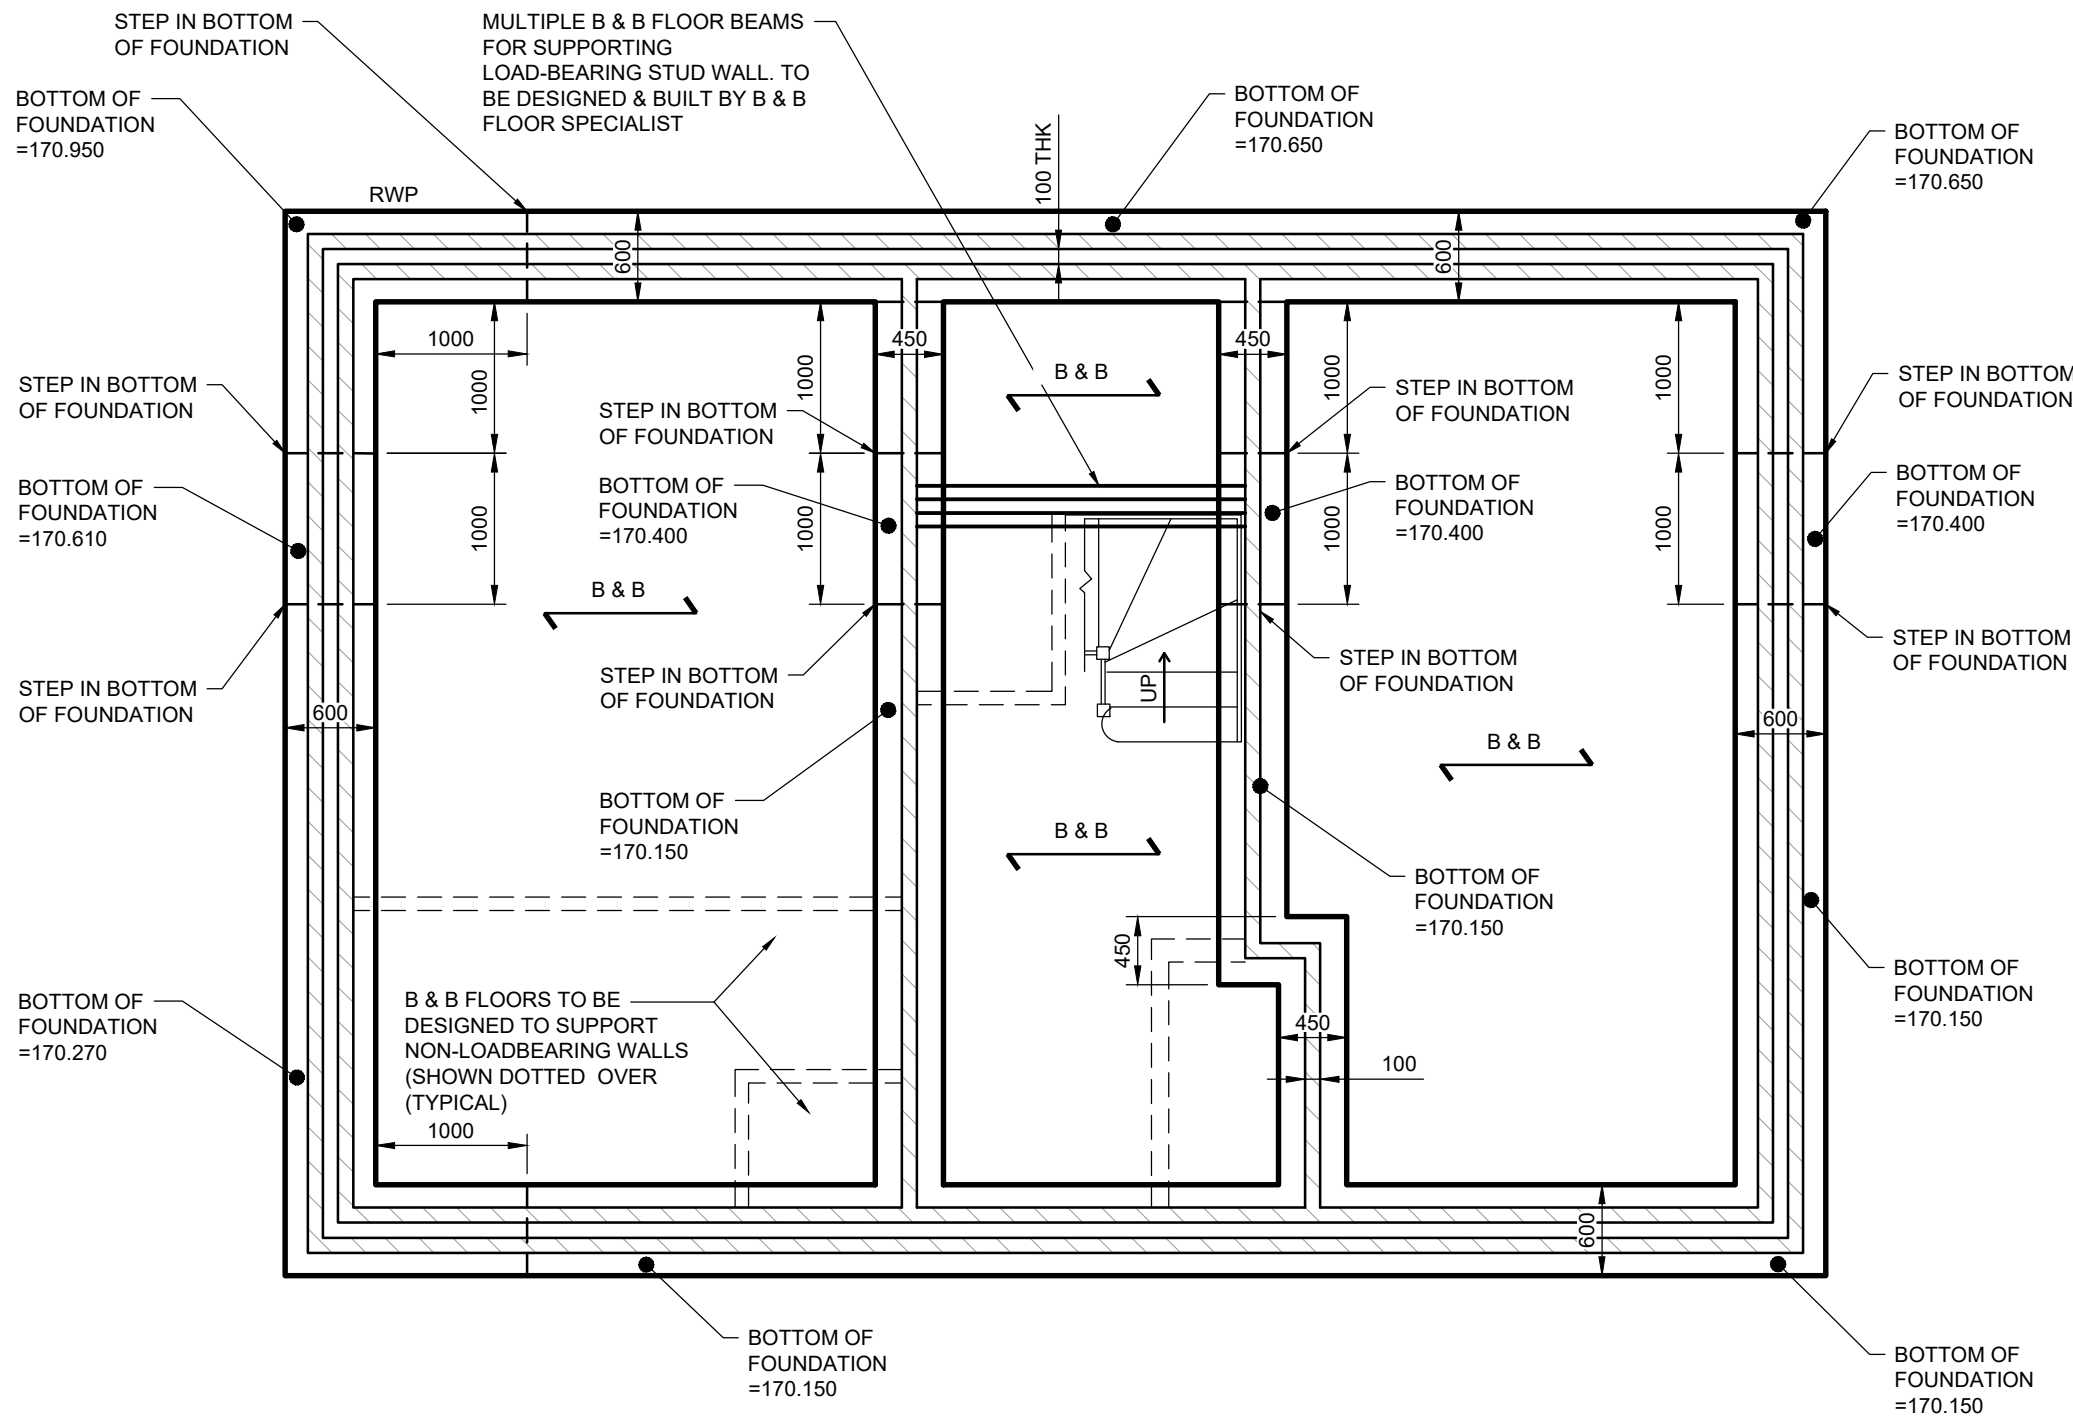 STEP IN BOTTOM
OF FOUNDATION
MULTIPLE B & B FLOOR BEAMS
FOR SUPPORTING
LOAD-BEARING STUD WALL. TO
BE DESIGNED & BUILT BY B & B
FLOOR SPECIALIST
BOTTOM OF
FOUNDATION
=170.950
BOTTOM OF
FOUNDATION
=170.650
BOTTOM OF
FOUNDATION
=170.650
100 THK
RWP
600
600
1000
450
450
1000
1000
1000
1000
B & B
STEP IN BOTTOM
OF FOUNDATION
STEP IN BOTTOM
OF FOUNDATION
STEP IN BOTTOM
OF FOUNDATION
STEP IN BOTTOM
OF FOUNDATION
BOTTOM OF
FOUNDATION
=170.610
BOTTOM OF
FOUNDATION
=170.400
BOTTOM OF
FOUNDATION
=170.400
BOTTOM OF
FOUNDATION
=170.400
1000
1000
1000
1000
B & B
STEP IN BOTTOM
OF FOUNDATION
STEP IN BOTTOM
OF FOUNDATION
STEP IN BOTTOM
OF FOUNDATION
STEP IN BOTTOM
OF FOUNDATION
UP
600
600
B & B
BOTTOM OF
FOUNDATION
=170.150
B & B
BOTTOM OF
FOUNDATION
=170.150
450
BOTTOM OF
FOUNDATION
=170.150
BOTTOM OF
FOUNDATION
=170.270
B & B FLOORS TO BE
DESIGNED TO SUPPORT
NON-LOADBEARING WALLS
(SHOWN DOTTED OVER
(TYPICAL)
450
100
1000
600
BOTTOM OF
FOUNDATION
=170.150
BOTTOM OF
FOUNDATION
=170.150